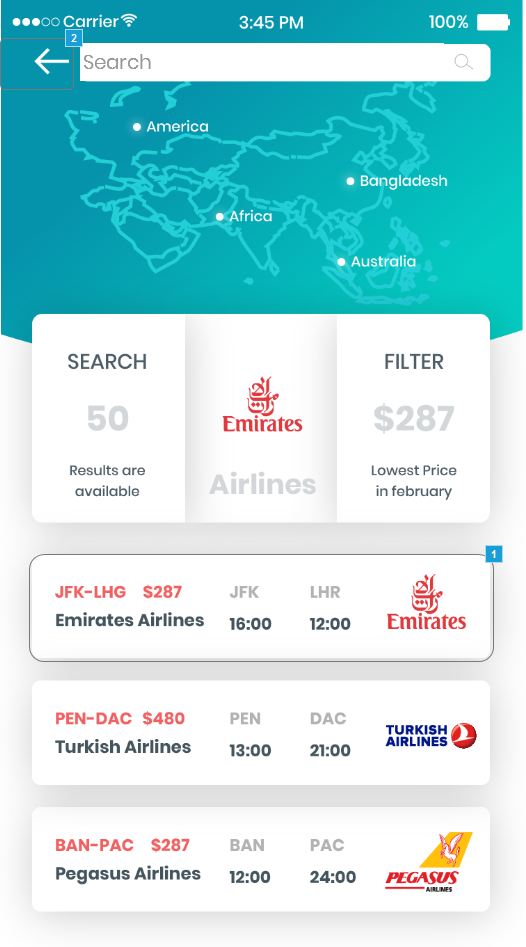 Carrier 3:45 PM 100%
2
Search
America
Bangladesh
Africa
Australia
SEARCH
50
Results are
available
Emirates
Airlines
FILTER
$287
Lowest Price
in february
1
JFK-LHG $287 JFK LHR
Emirates Airlines 16:00 12:00
Emirates
PEN-DAC $480 PEN DAC
Turkish Airlines 13:00 21:00
TURKISH
AIRLINES
BAN-PAC $287 BAN PAC
Pegasus Airlines 12:00 24:00
PEGASUS
AIRLINES